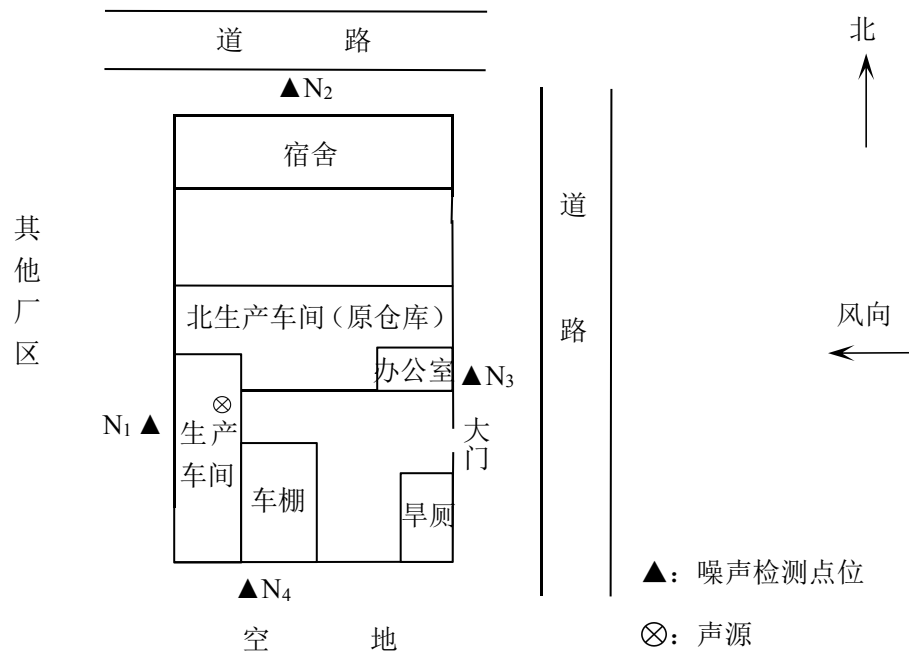 道 路
北
▲N₂
宿舍
道
路
其
他
厂
区
北生产车间（原仓库）
风向
办公室
▲N₃
N₁ ▲
生产
车间
大
门
车棚
旱厕
▲N₄
▲：噪声检测点位
空 地
⊗：声源